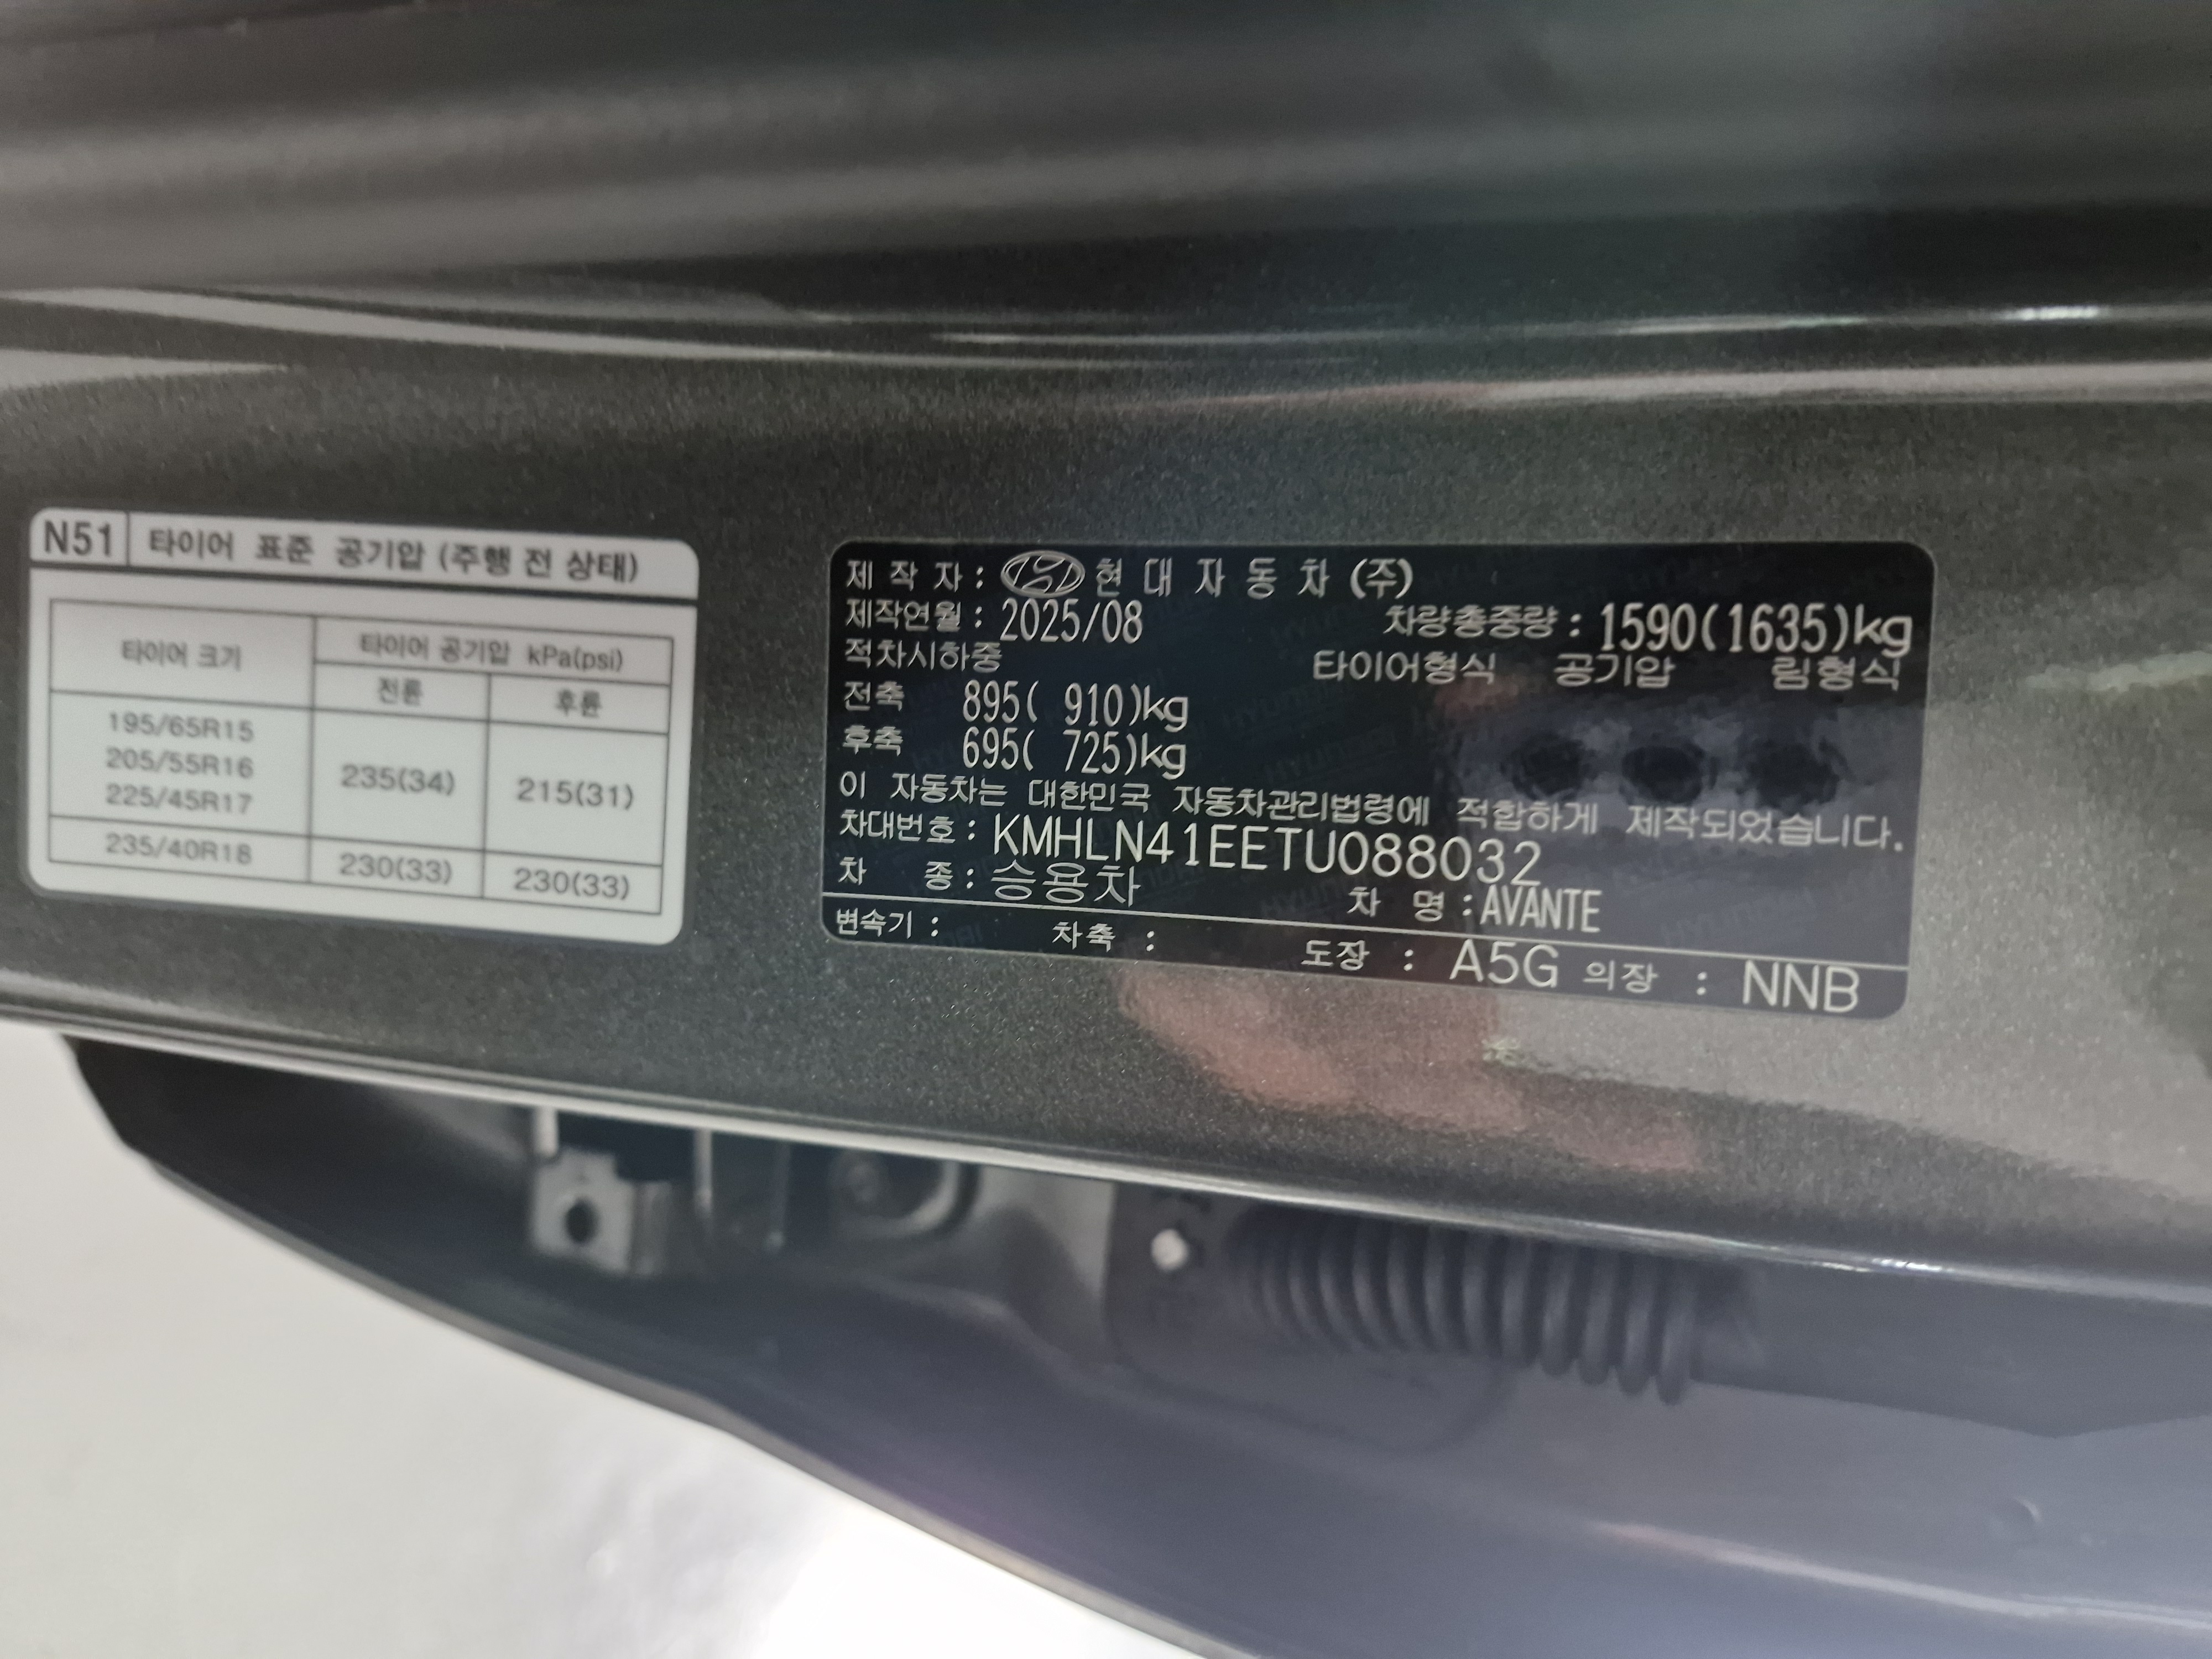 N51 타이어 표준 공기압 (주행 전 상태)
타이어 크기 타이어 공기압 kPa(psi)
전륜 후륜
195/65R15
205/55R16 235(34) 215(31)
225/45R17
235/40R18 230(33) 230(33)
제 작 자 : 현 대 자 동 차 (주)
제작연월 : 2025/08 차량총중량 : 1590(1635)kg
적차시하중 타이어형식 공기압 림형식
전축 895( 910)kg
후축 695( 725)kg
이 자동차는 대한민국 자동차관리법령에 적합하게 제작되었습니다.
차대번호 : KMHLN41EETU088032
차 종 : 승용차 차 명 : AVANTE
변속기 : 차축 : 도장 : A5G 의장 : NNB